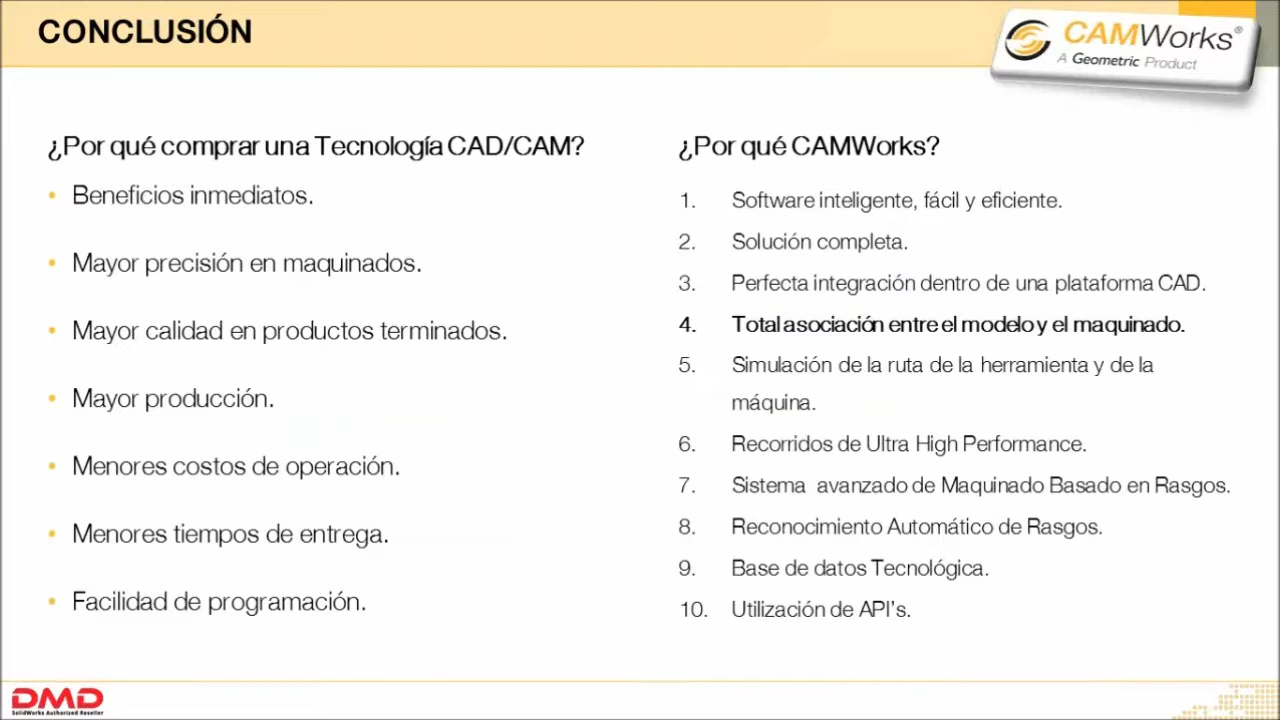 CONCLUSIÓN
CAMWorks®
A Geometric Product
¿Por qué comprar una Tecnología CAD/CAM?
• Beneficios inmediatos.
• Mayor precisión en maquinados.
• Mayor calidad en productos terminados.
• Mayor producción.
• Menores costos de operación.
• Menores tiempos de entrega.
• Facilidad de programación.
¿Por qué CAMWorks?
1. Software inteligente, fácil y eficiente.
2. Solución completa.
3. Perfecta integración dentro de una plataforma CAD.
4. Total asociación entre el modelo y el maquinado.
5. Simulación de la ruta de la herramienta y de la
máquina.
6. Recorridos de Ultra High Performance.
7. Sistema avanzado de Maquinado Basado en Rasgos.
8. Reconocimiento Automático de Rasgos.
9. Base de datos Tecnológica.
10. Utilización de API's.
DMD
SolidWorks Authorized Reseller